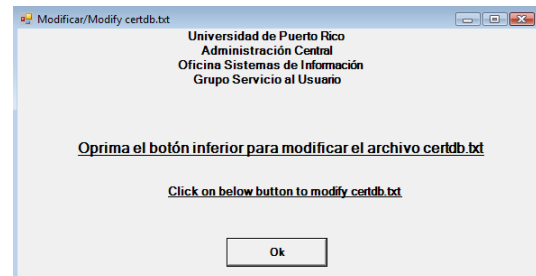 Modificar/Modify certdb.txt
Universidad de Puerto Rico
Administración Central
Oficina Sistemas de Información
Grupo Servicio al Usuario
Oprima el botón inferior para modificar el archivo certdb.txt
Click on below button to modify certdb.txt
Ok